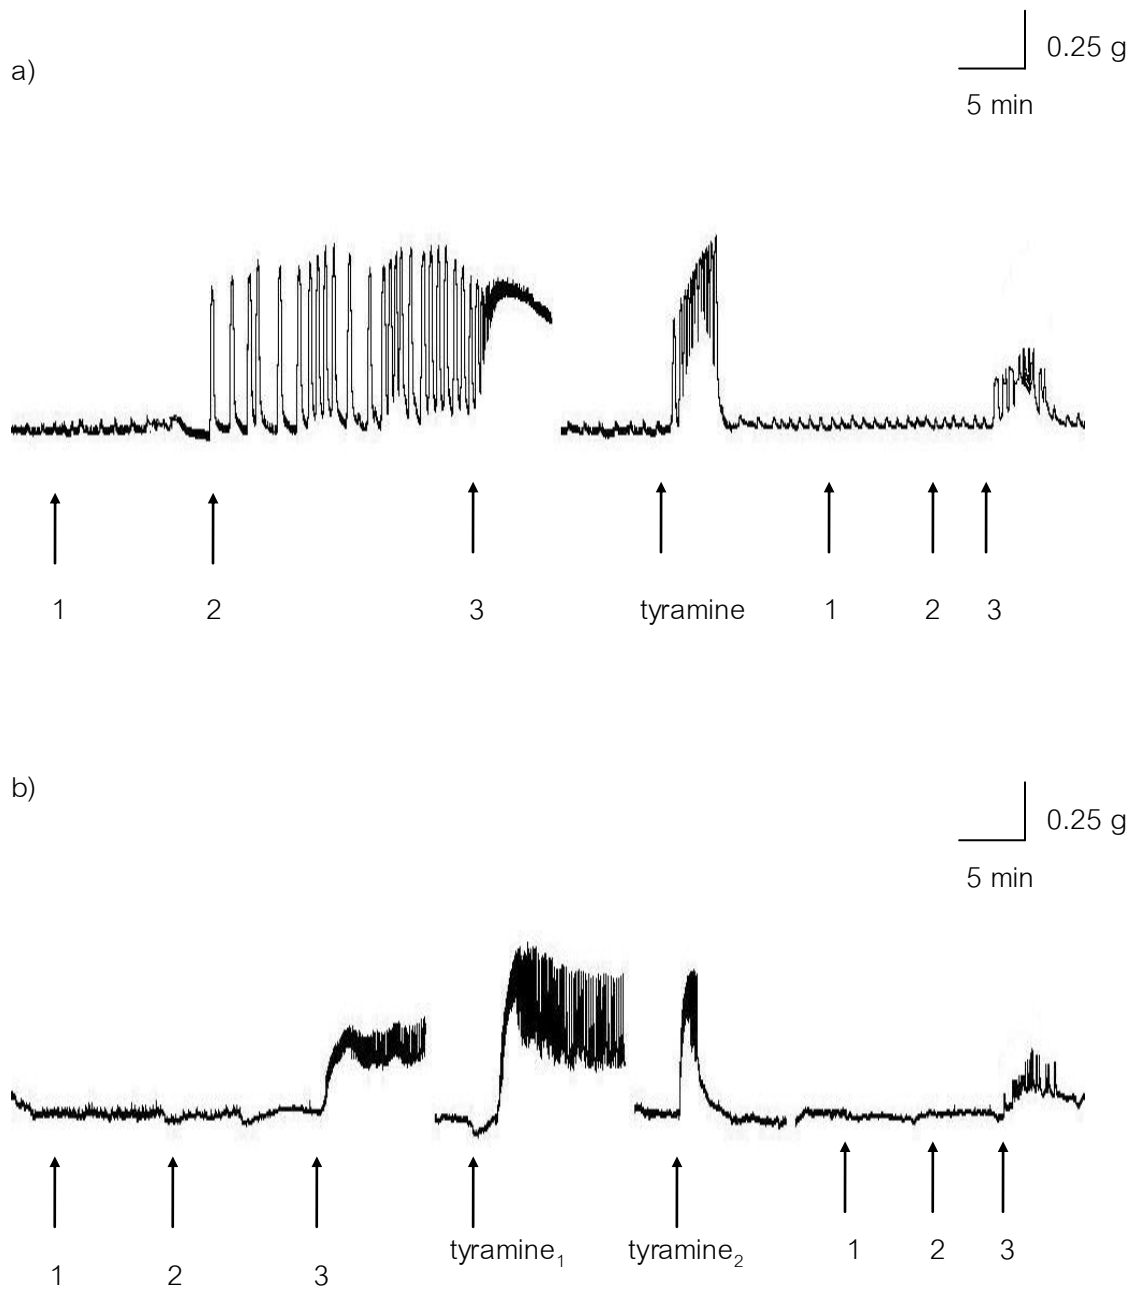 a)
0.25 g
5 min
1 2 3 tyramine 1 2 3
b)
0.25 g
5 min
1 2 3 tyramine1 tyramine2 1 2 3